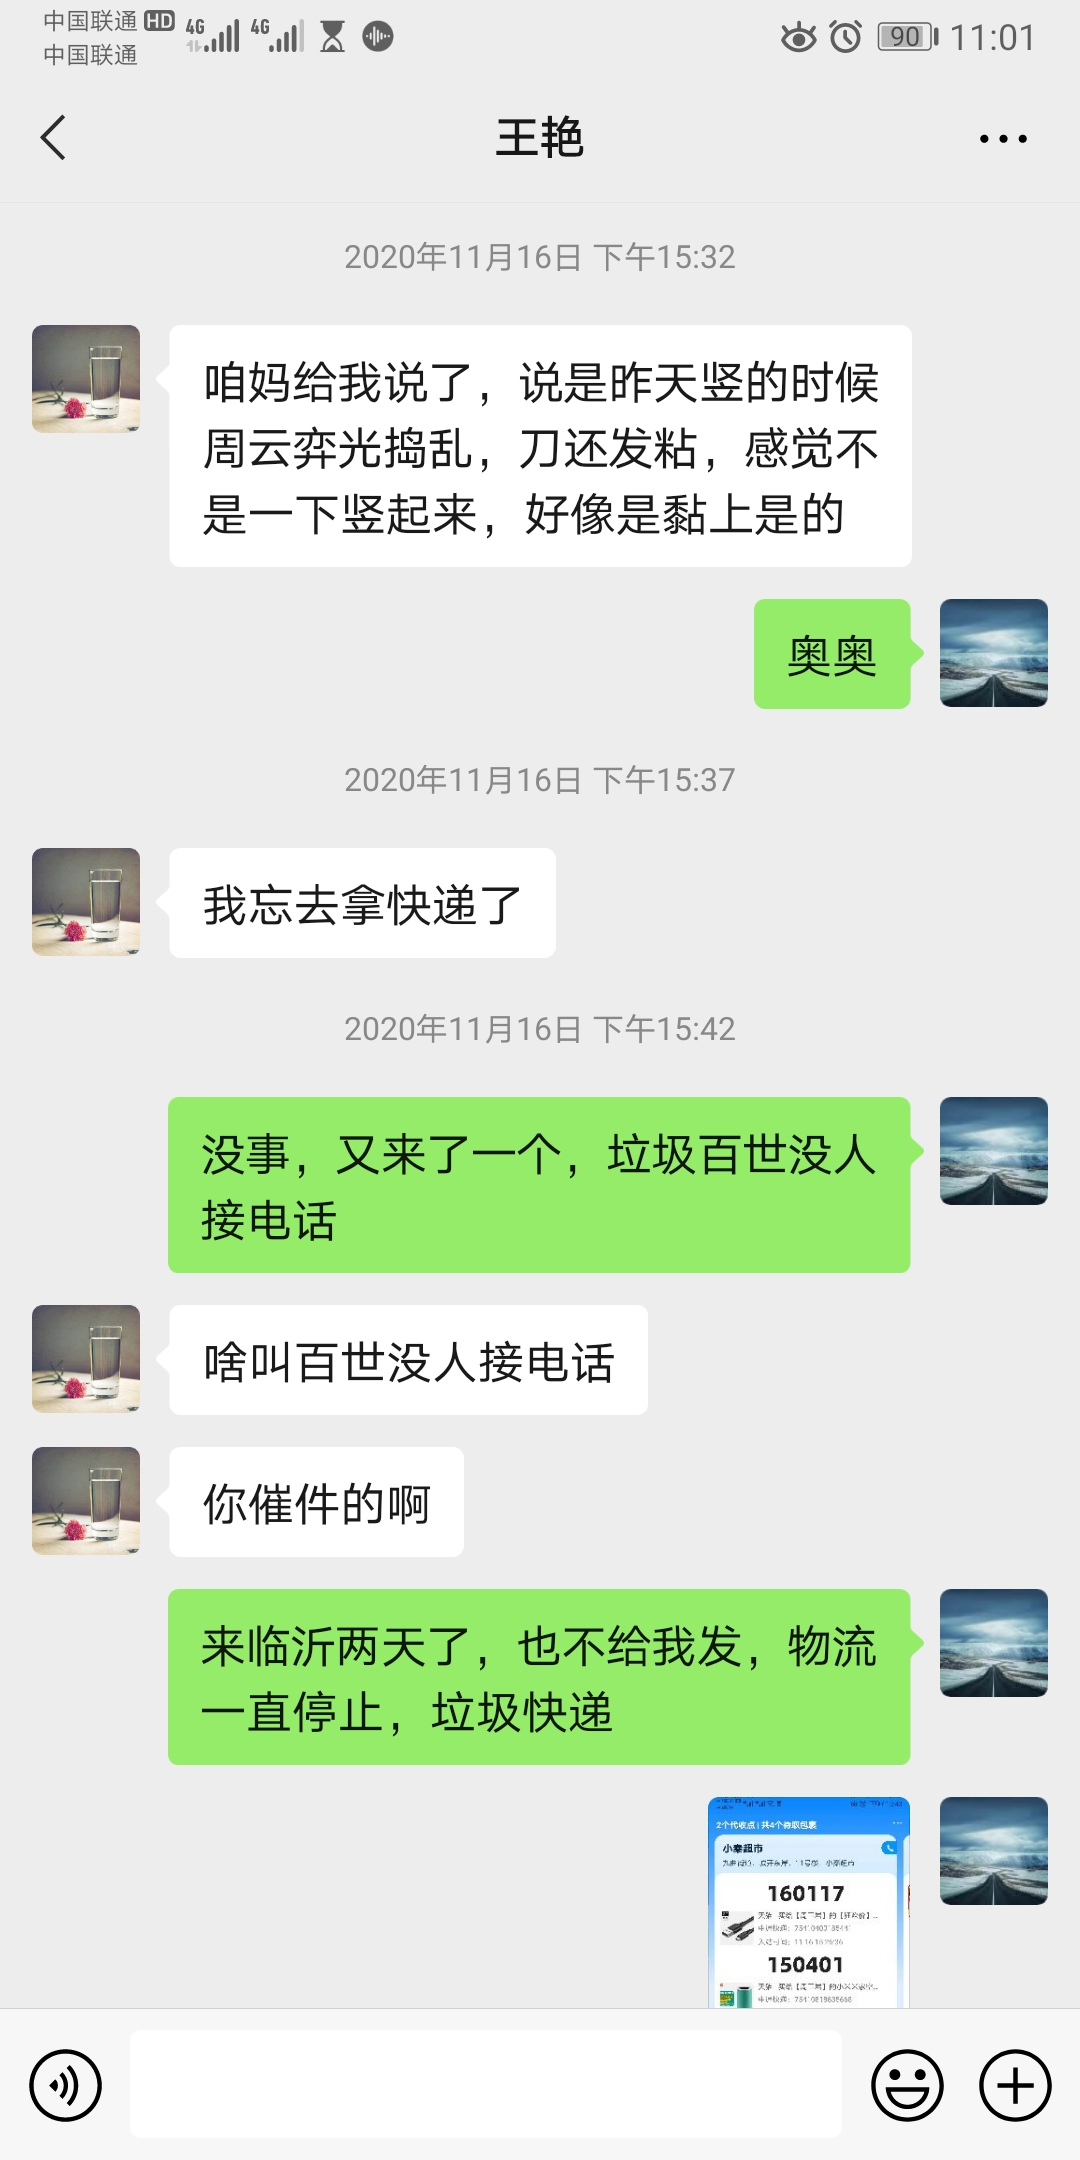 中国联通 HD 4G 4G 90 11:01
中国联通
王艳
2020年11月16日 下午15:32
咱妈给我说了，说是昨天竖的时候
周云弈光捣乱，刀还发粘，感觉不
是一下竖起来，好像是黏上是的
奥奥
2020年11月16日 下午15:37
我忘去拿快递了
2020年11月16日 下午15:42
没事，又来了一个，垃圾百世没人
接电话
啥叫百世没人接电话
你催件的啊
来临沂两天了，也不给我发，物流
一直停止，垃圾快递
2个代收点 | 共4个待取包裹
小秦超市
160117
150401